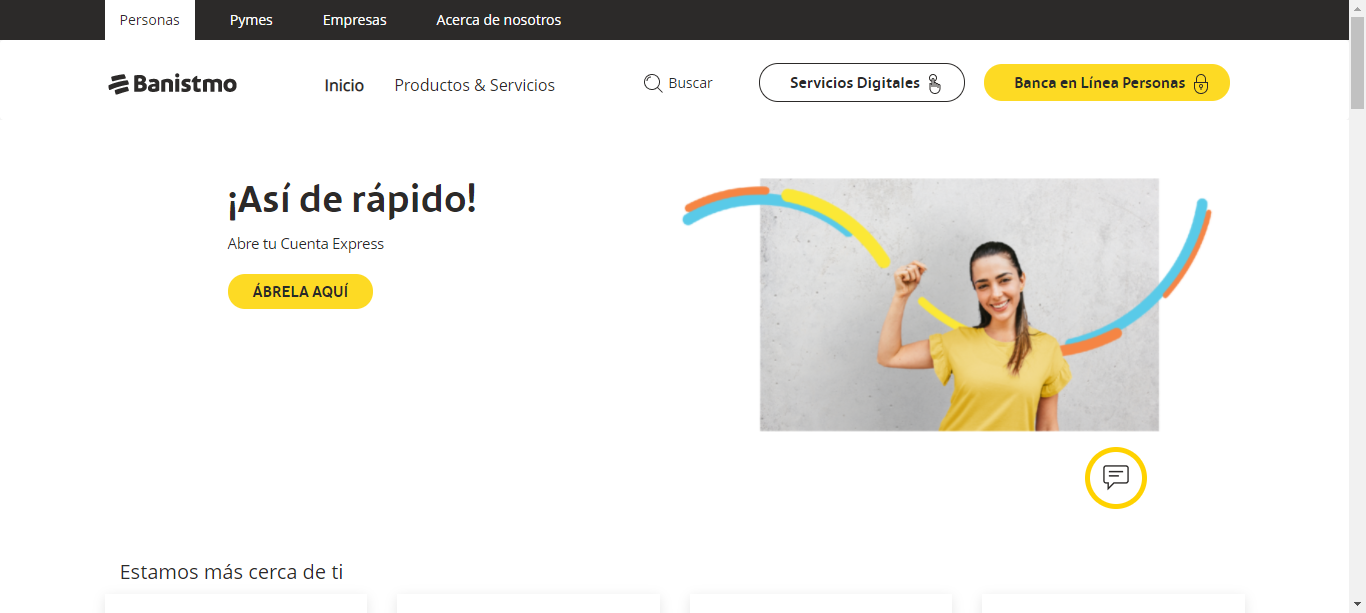 Personas Pymes Empresas Acerca de nosotros
Banistmo Inicio Productos & Servicios Buscar Servicios Digitales Banca en Línea Personas
¡Así de rápido!
Abre tu Cuenta Express
ÁBRELA AQUÍ
Estamos más cerca de ti